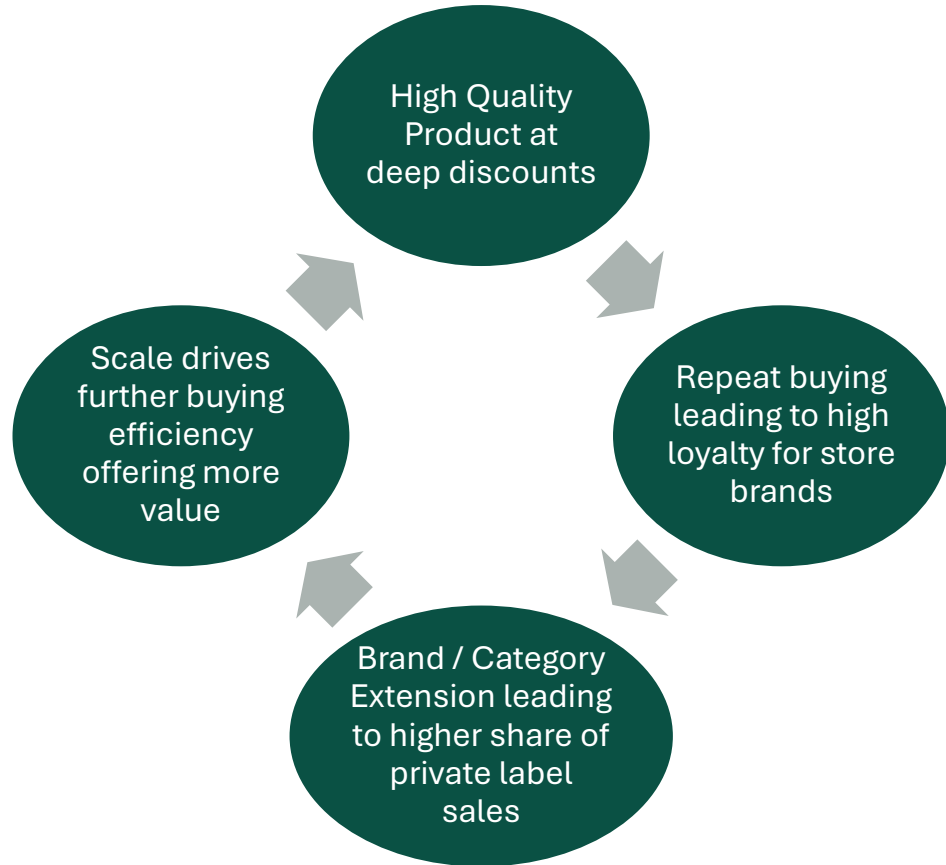 High Quality
Product at
deep discounts
Repeat buying
leading to high
loyalty for store
brands
Brand / Category
Extension leading
to higher share of
private label
sales
Scale drives
further buying
efficiency
offering more
value